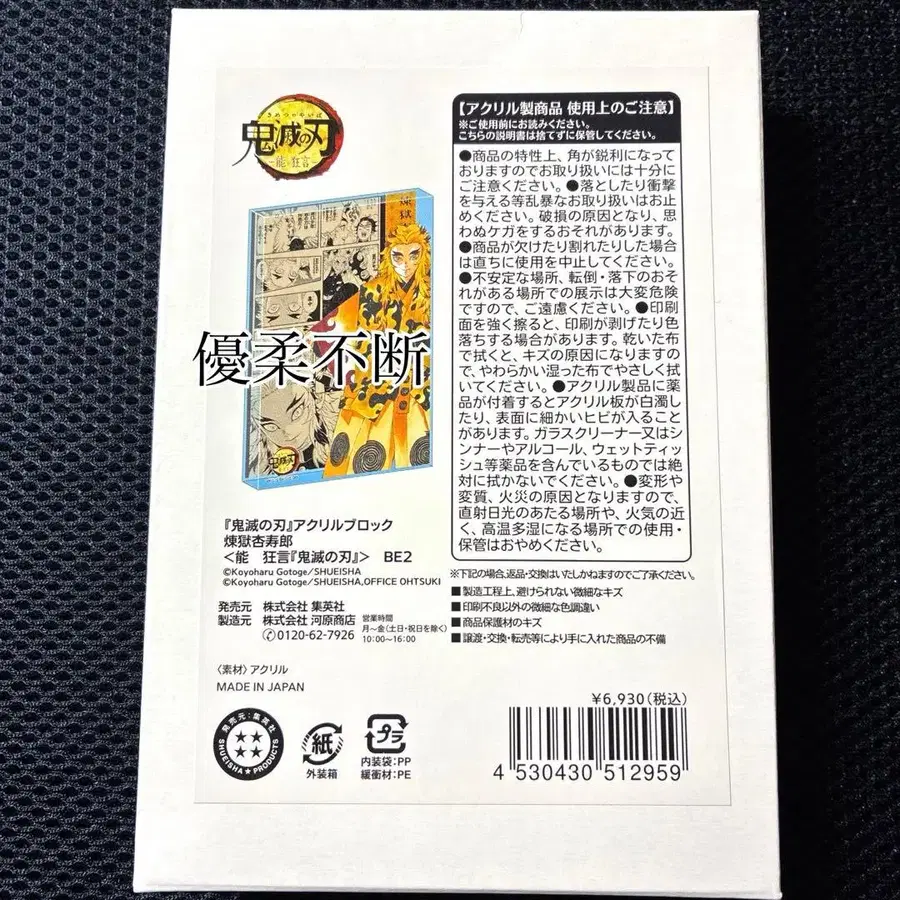 きめつのやいば
鬼滅の刃
―能 狂言―
煉獄
優柔不断
鬼滅の刃
『鬼滅の刃』アクリルブロック
煉獄杏寿郎
<能 狂言『鬼滅の刃』> BE2
©Koyoharu Gotoge/SHUEISHA
©Koyoharu Gotoge/SHUEISHA,OFFICE OHTSUKI
発売元 株式会社 集英社
製造元 株式会社 河原商店
0120-62-7926
営業時間
月～金(土・日・祝日を除く)
10:00～16:00
〈素材〉アクリル
MADE IN JAPAN
発売元:集英社
SHUEISHA★PRODUCTS
紙
外装箱
プラ
内装袋:PP
緩衝材:PE
【アクリル製商品 使用上のご注意】
※ご使用前にお読みください。
こちらの説明書は捨てずに保管してください。
●商品の特性上、角が鋭利になって
おりますのでお取り扱いには十分に
ご注意ください。●落としたり衝撃
を与える等乱暴なお取り扱いはお止
めください。破損の原因となり、思
わぬケガをするおそれがあります。
●商品が欠けたり割れたりした場合
は直ちに使用を中止してください。
●不安定な場所、転倒・落下のおそ
れがある場所での展示は大変危険
ですので、ご遠慮ください。●印刷
面を強く擦ると、印刷が剥げたり色
落ちする場合があります。乾いた布
で拭くと、キズの原因になりますの
で、やわらかい湿った布でやさしく拭
いてください。●アクリル製品に薬
品が付着するとアクリル板が白濁し
たり、表面に細かいヒビが入ること
があります。ガラスクリーナー又はシ
ンナーやアルコール、ウェットティッ
シュ等薬品を含んでいるものでは絶
対に拭かないでください。●変形や
変質、火災の原因となりますので、
直射日光のあたる場所や、火気の近
く、高温多湿になる場所での使用・
保管はおやめください。
※下記の場合、返品・交換はいたしかねますのでご了承ください。
■製造工程上、避けられない微細なキズ
■印刷不良以外の微細な色調違い
■商品保護材のキズ
■譲渡・交換・転売等により手に入れた商品の不備
¥6,930(税込)
4 530430 512959